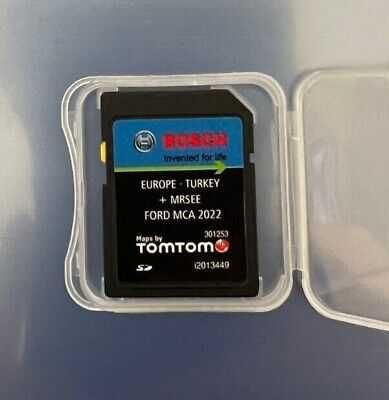 BOSCH
Invented for life
EUROPE - TURKEY
+ MRSEE
FORD MCA 2022
301253
Maps by
TOMTOM
SD
i2013449